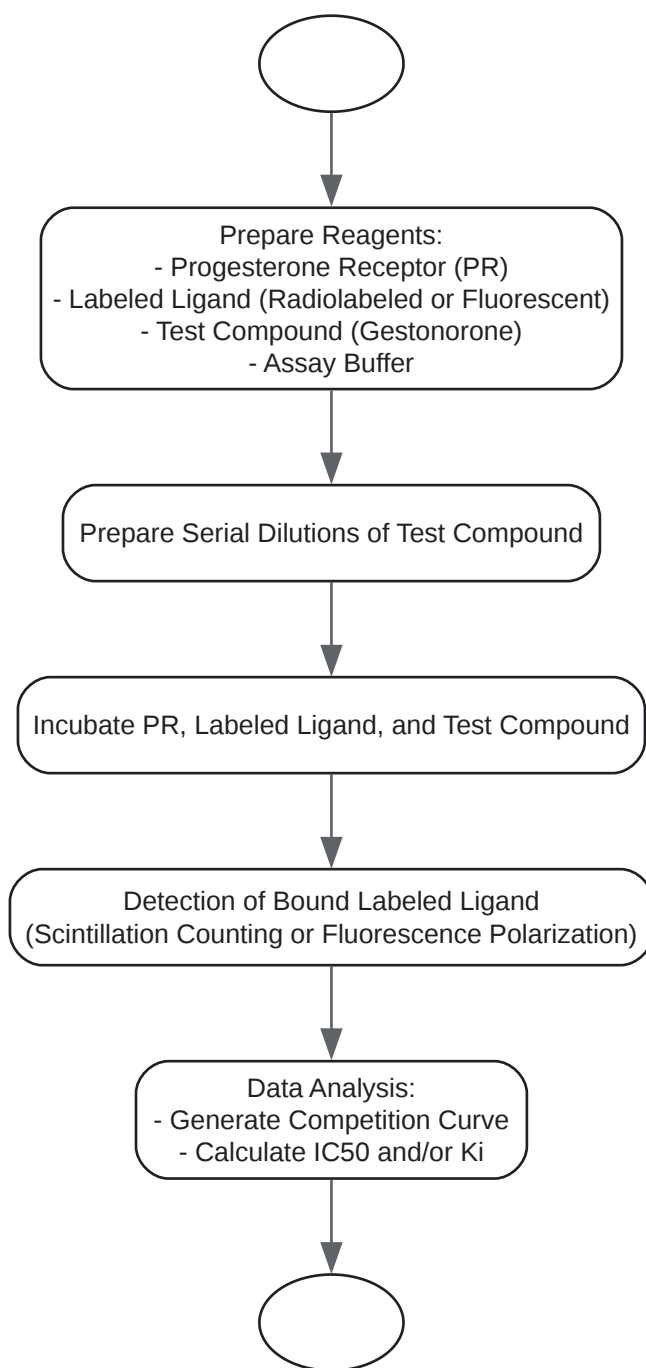 Prepare Reagents:
- Progesterone Receptor (PR)
- Labeled Ligand (Radiolabeled or Fluorescent)
- Test Compound (Gestonorone)
- Assay Buffer
Prepare Serial Dilutions of Test Compound
Incubate PR, Labeled Ligand, and Test Compound
Detection of Bound Labeled Ligand
(Scintillation Counting or Fluorescence Polarization)
Data Analysis:
- Generate Competition Curve
- Calculate IC50 and/or Ki